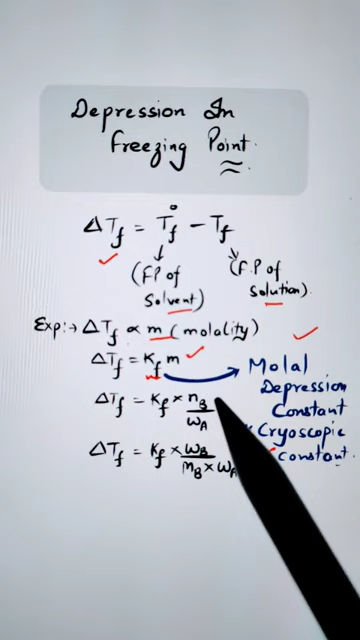 Depression In
Freezing Point.
ΔTf = T°f - Tf
(FP of Solvent)
(F.P of Solution)
Exp:→ ΔTf ∝ m (molality)
ΔTf = Kf m
Molal Depression Constant
Cryoscopic constant.
ΔTf = Kf × nB / wA
ΔTf = Kf × wB / MB × wA